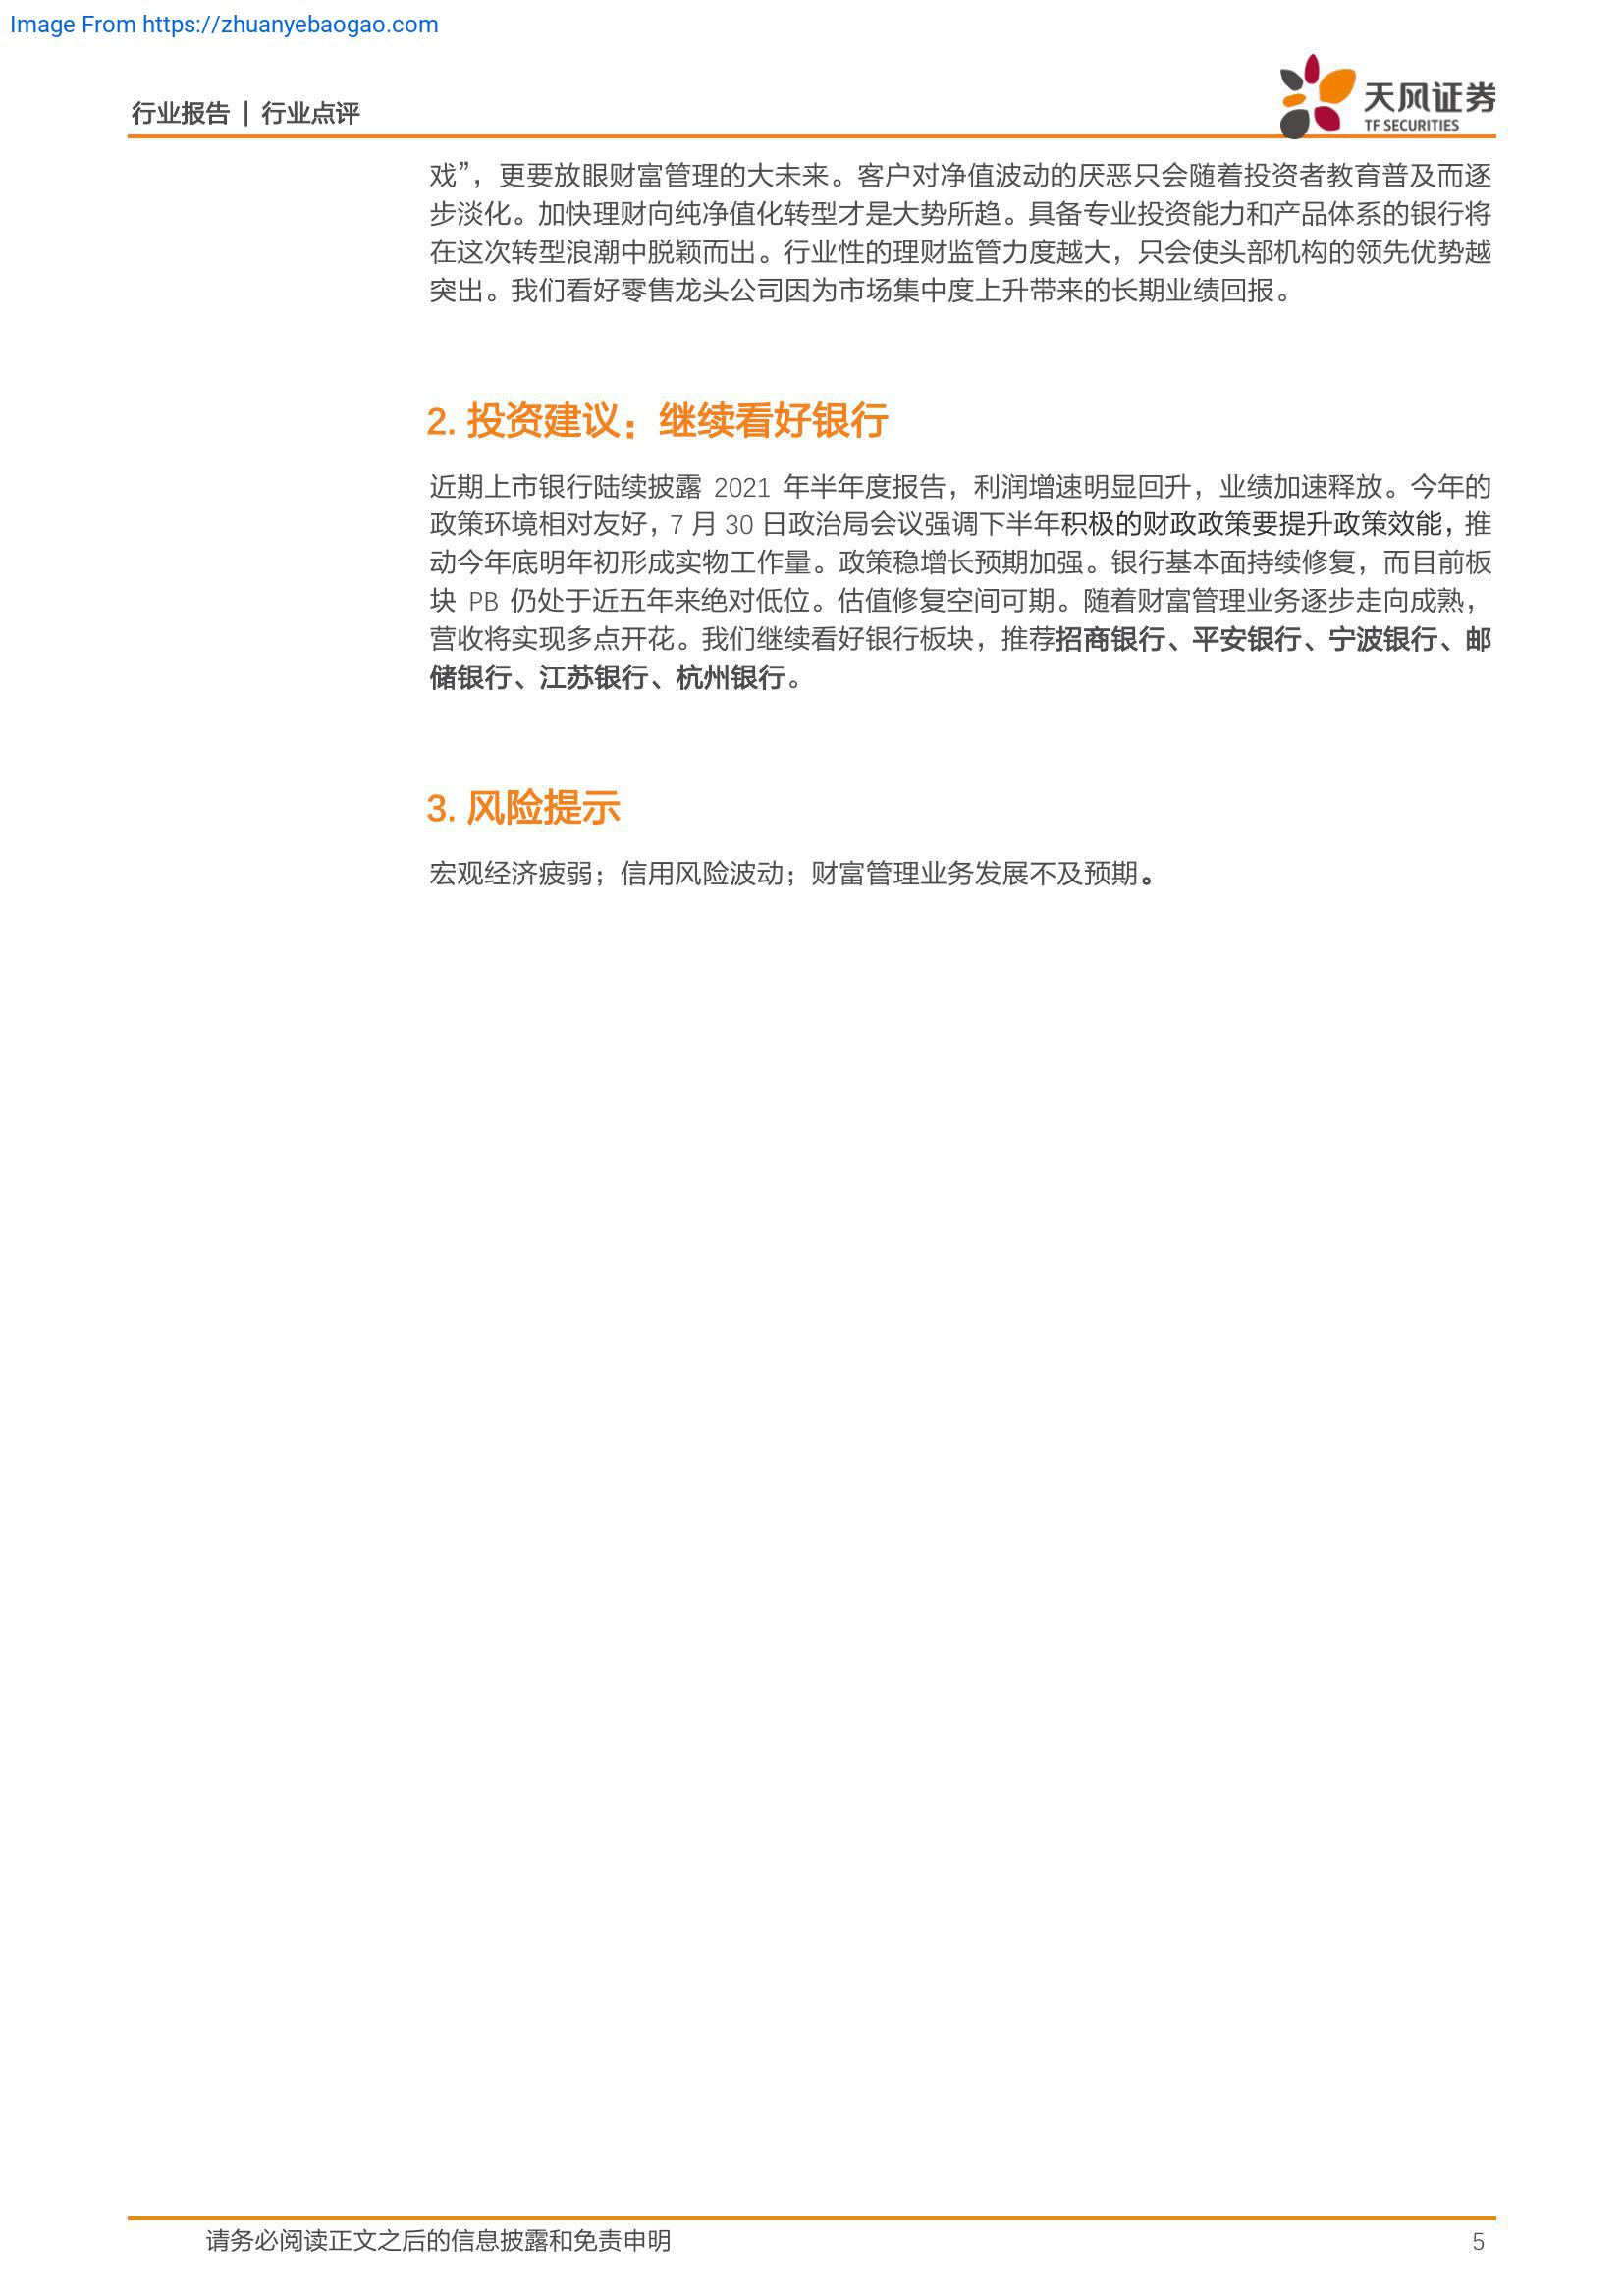 Image From https://zhuanyebaogao.com
行业报告 | 行业点评
天风证券
TF SECURITIES
戏”，更要放眼财富管理的大未来。客户对净值波动的厌恶只会随着投资者教育普及而逐
步淡化。加快理财向纯净值化转型才是大势所趋。具备专业投资能力和产品体系的银行将
在这次转型浪潮中脱颖而出。行业性的理财监管力度越大，只会使头部机构的领先优势越
突出。我们看好零售龙头公司因为市场集中度上升带来的长期业绩回报。
2. 投资建议：继续看好银行
近期上市银行陆续披露 2021 年半年度报告，利润增速明显回升，业绩加速释放。今年的
政策环境相对友好，7 月 30 日政治局会议强调下半年积极的财政政策要提升政策效能，推
动今年底明年初形成实物工作量。政策稳增长预期加强。银行基本面持续修复，而目前板
块 PB 仍处于近五年来绝对低位。估值修复空间可期。随着财富管理业务逐步走向成熟，
营收将实现多点开花。我们继续看好银行板块，推荐招商银行、平安银行、宁波银行、邮
储银行、江苏银行、杭州银行。
3. 风险提示
宏观经济疲弱；信用风险波动；财富管理业务发展不及预期。
请务必阅读正文之后的信息披露和免责申明
5